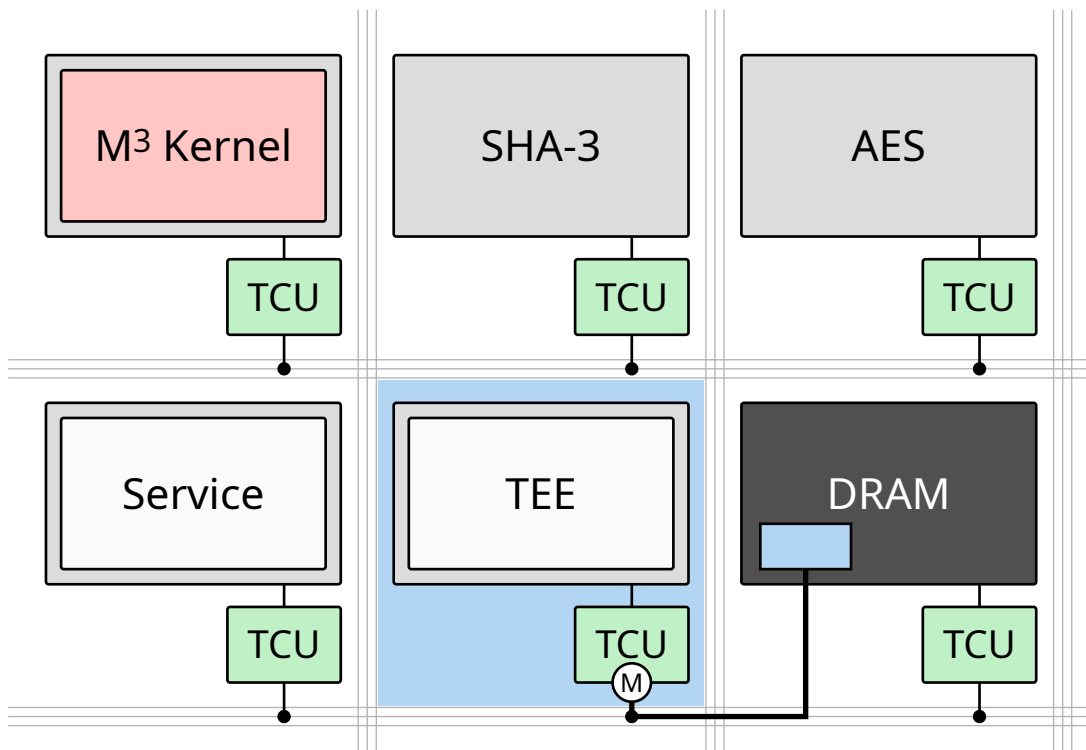 M³ Kernel
SHA-3
AES
TCU
TCU
TCU
Service
TEE
DRAM
TCU
TCU
TCU
M